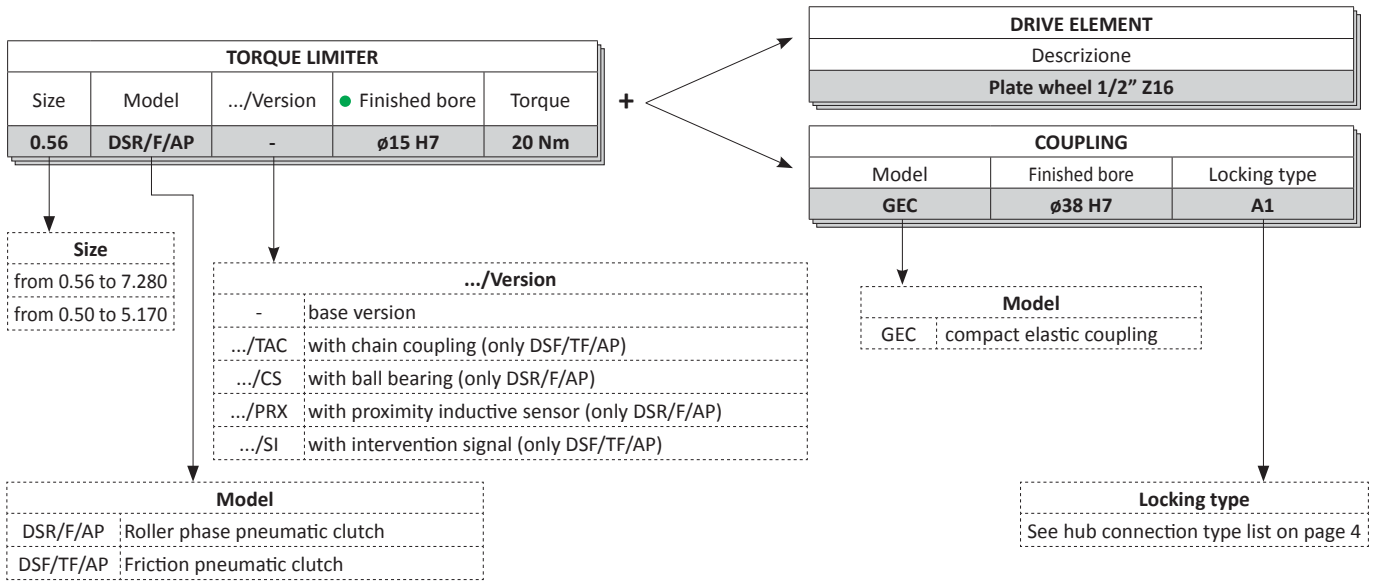 TORQUE LIMITER
Size Model .../Version ● Finished bore Torque
0.56 DSR/F/AP - ø15 H7 20 Nm
+
DRIVE ELEMENT
Descrizione
Plate wheel 1/2” Z16
COUPLING
Model Finished bore Locking type
GEC ø38 H7 A1
Size
from 0.56 to 7.280
from 0.50 to 5.170
.../Version
- base version
.../TAC with chain coupling (only DSF/TF/AP)
.../CS with ball bearing (only DSR/F/AP)
.../PRX with proximity inductive sensor (only DSR/F/AP)
.../SI with intervention signal (only DSF/TF/AP)
Model
GEC compact elastic coupling
Model
DSR/F/AP Roller phase pneumatic clutch
DSF/TF/AP Friction pneumatic clutch
Locking type
See hub connection type list on page 4